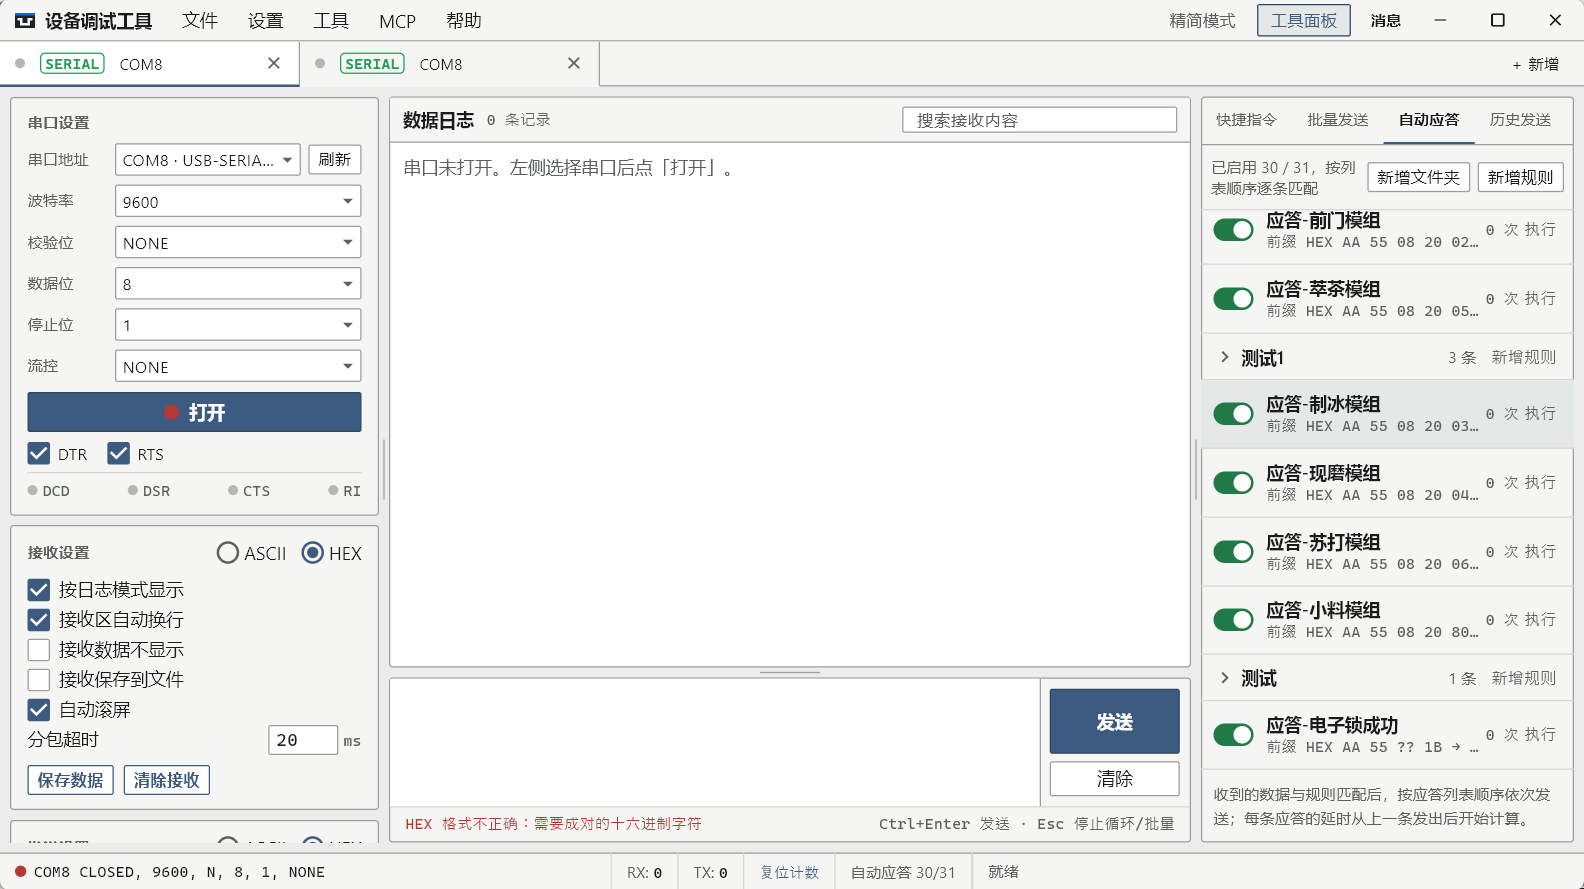 设备调试工具 文件 设置 工具 MCP 帮助 精简模式 工具面板 消息
SERIAL COM8
SERIAL COM8
+ 新增
串口设置
串口地址 COM8 · USB-SERIA... 刷新
波特率 9600
校验位 NONE
数据位 8
停止位 1
流控 NONE
打开
DTR RTS
DCD DSR CTS RI
接收设置 ASCII HEX
按日志模式显示
接收区自动换行
接收数据不显示
接收保存到文件
自动滚屏
分包超时 20 ms
保存数据 清除接收
数据日志 0 条记录 搜索接收内容
串口未打开。左侧选择串口后点「打开」。
发送
清除
HEX 格式不正确：需要成对的十六进制字符 Ctrl+Enter 发送 · Esc 停止循环/批量
快捷指令 批量发送 自动应答 历史发送
已启用 30 / 31，按列
表顺序逐条匹配
新增文件夹 新增规则
应答-前门模组
前缀 HEX AA 55 08 20 02… 0 次 执行
应答-萃茶模组
前缀 HEX AA 55 08 20 05… 0 次 执行
测试1 3 条 新增规则
应答-制冰模组
前缀 HEX AA 55 08 20 03… 0 次 执行
应答-现磨模组
前缀 HEX AA 55 08 20 04… 0 次 执行
应答-苏打模组
前缀 HEX AA 55 08 20 06… 0 次 执行
应答-小料模组
前缀 HEX AA 55 08 20 80… 0 次 执行
测试 1 条 新增规则
应答-电子锁成功
前缀 HEX AA 55 ?? 1B → … 0 次 执行
收到的数据与规则匹配后，按应答列表顺序依次发
送；每条应答的延时从上一条发出后开始计算。
COM8 CLOSED, 9600, N, 8, 1, NONE RX: 0 TX: 0 复位计数 自动应答 30/31 就绪